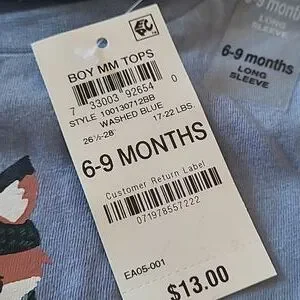 BOY MM TOPS
7 33003 92654 0
STYLE 100130712BB
WASHED BLUE
26½-28" 17-22 LBS.
6-9 MONTHS
Customer Return Label
071978557222
EA05-001
$13.00
6-9 months
LONG
SLEEVE